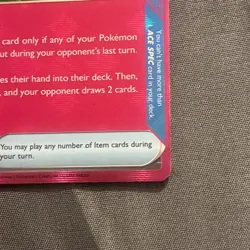 card only if any of your Pokémon
out during your opponent's last turn.
es their hand into their deck. Then,
, and your opponent draws 2 cards.
You may play any number of Item cards during
your turn.
You can't have more than 1
ACE SPEC card in your deck.